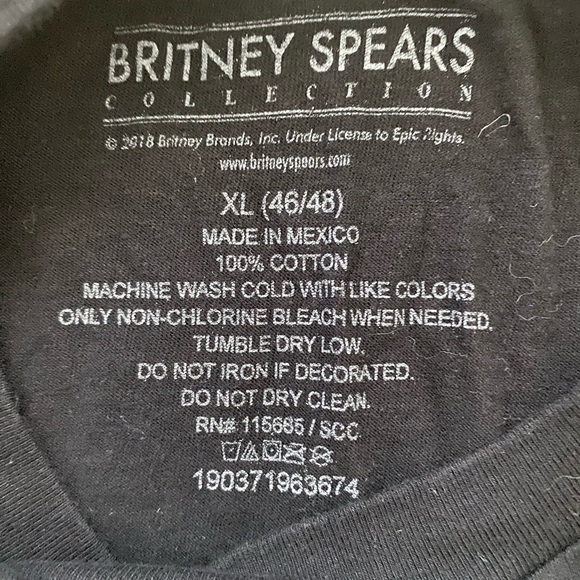 BRITNEY SPEARS
COLLECTION
© 2018 Britney Brands, Inc. Under License to Epic Rights.
www.britneyspears.com
XL (46/48)
MADE IN MEXICO
100% COTTON
MACHINE WASH COLD WITH LIKE COLORS
ONLY NON-CHLORINE BLEACH WHEN NEEDED.
TUMBLE DRY LOW.
DO NOT IRON IF DECORATED.
DO NOT DRY CLEAN.
RN# 115665 / SCC
190371963674